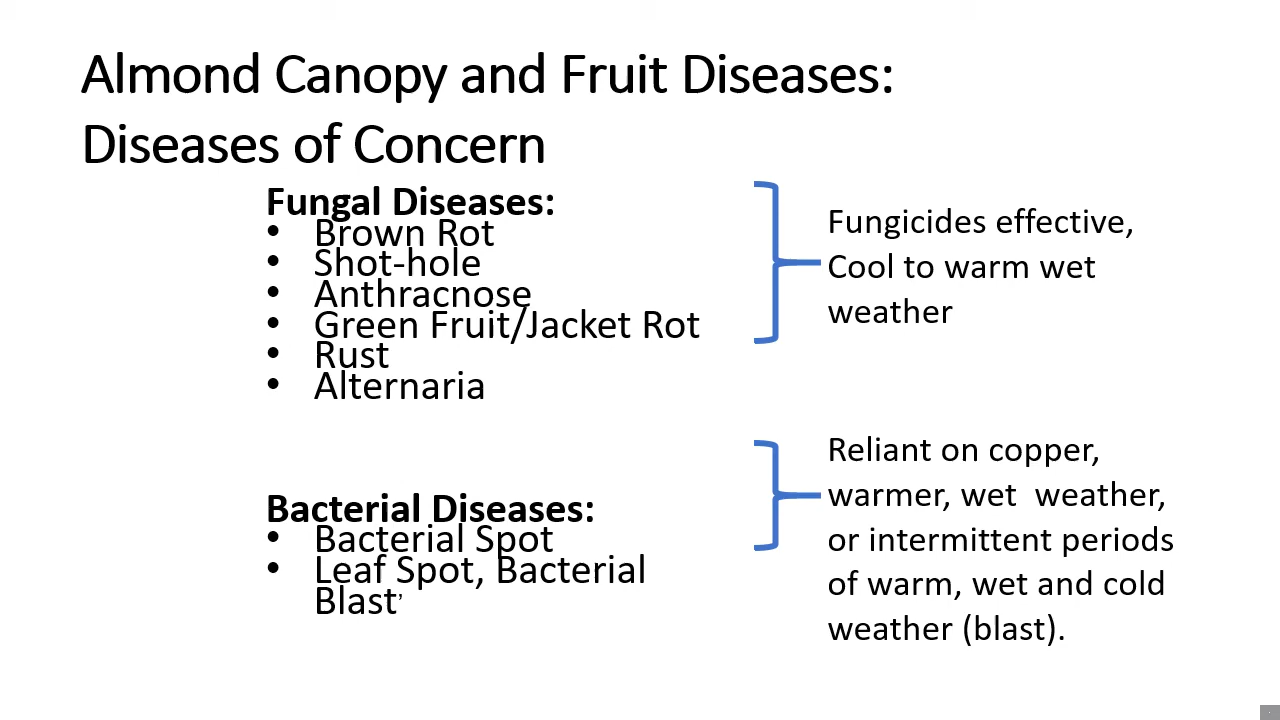 Almond Canopy and Fruit Diseases:
Diseases of Concern
Fungal Diseases:
• Brown Rot
• Shot-hole
• Anthracnose
• Green Fruit/Jacket Rot
• Rust
• Alternaria
Fungicides effective,
Cool to warm wet
weather
Bacterial Diseases:
• Bacterial Spot
• Leaf Spot, Bacterial
Blast,
Reliant on copper,
warmer, wet  weather,
or intermittent periods
of warm, wet and cold
weather (blast).